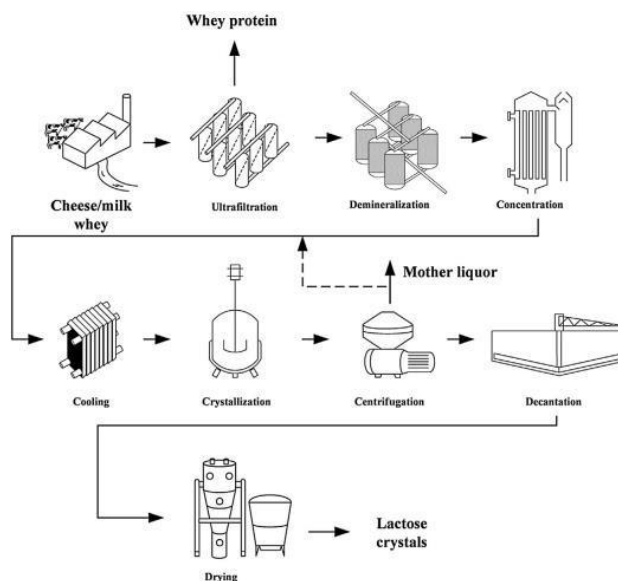 Whey protein
Cheese/milk
whey
Ultrafiltration
Demineralization
Concentration
Mother liquor
Cooling
Crystallization
Centrifugation
Decantation
Drying
Lactose
crystals